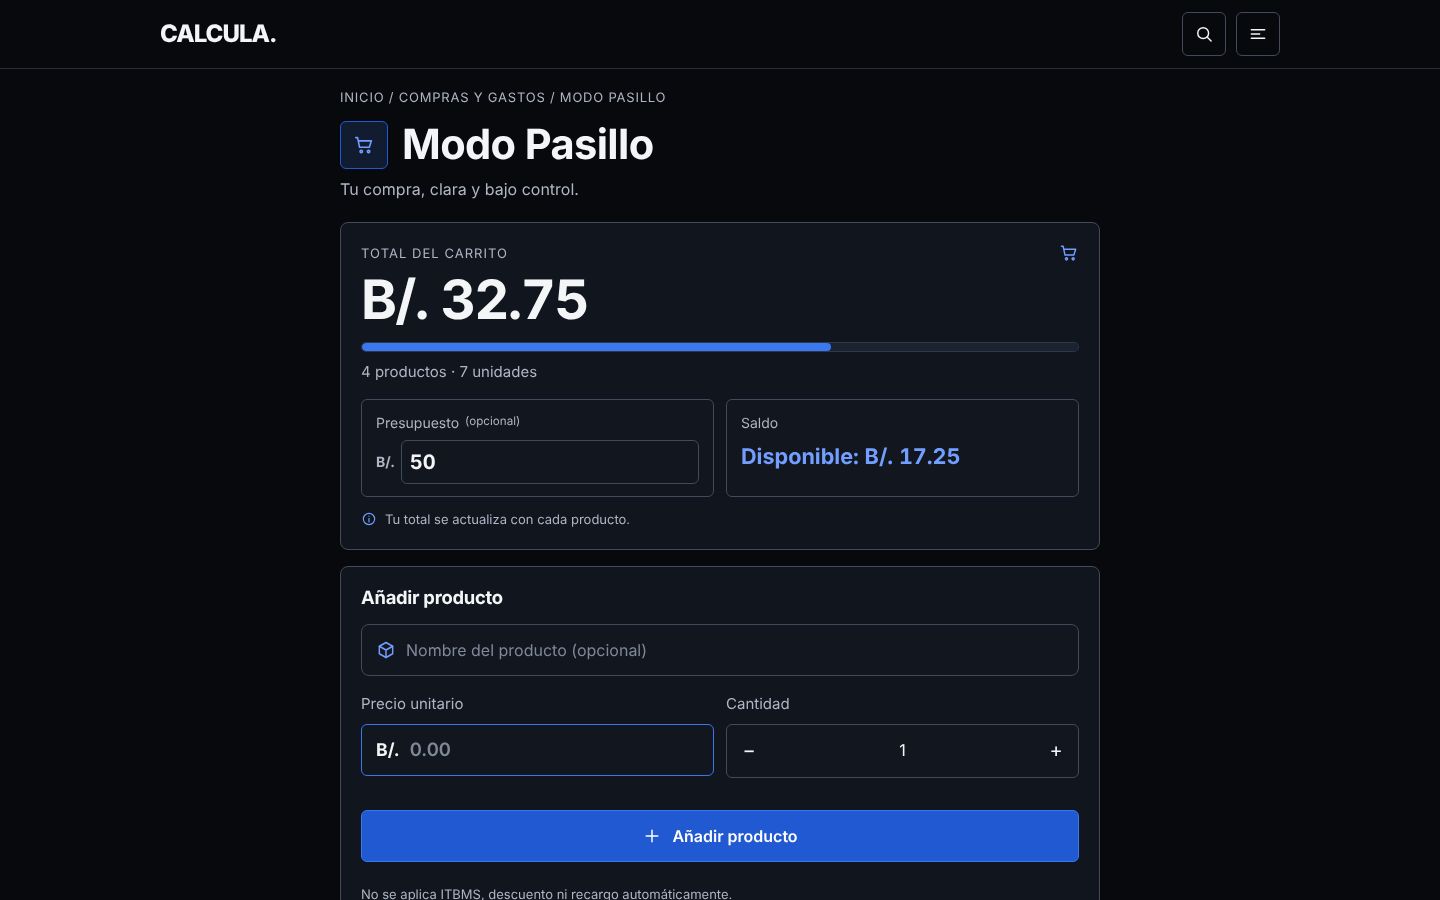 CALCULA.
INICIO / COMPRAS Y GASTOS / MODO PASILLO
Modo Pasillo
Tu compra, clara y bajo control.
TOTAL DEL CARRITO
B/. 32.75
4 productos · 7 unidades
Presupuesto (opcional)
B/. 50
Saldo
Disponible: B/. 17.25
Tu total se actualiza con cada producto.
Añadir producto
Nombre del producto (opcional)
Precio unitario
B/. 0.00
Cantidad
− 1 +
+ Añadir producto
No se aplica ITBMS, descuento ni recargo automáticamente.